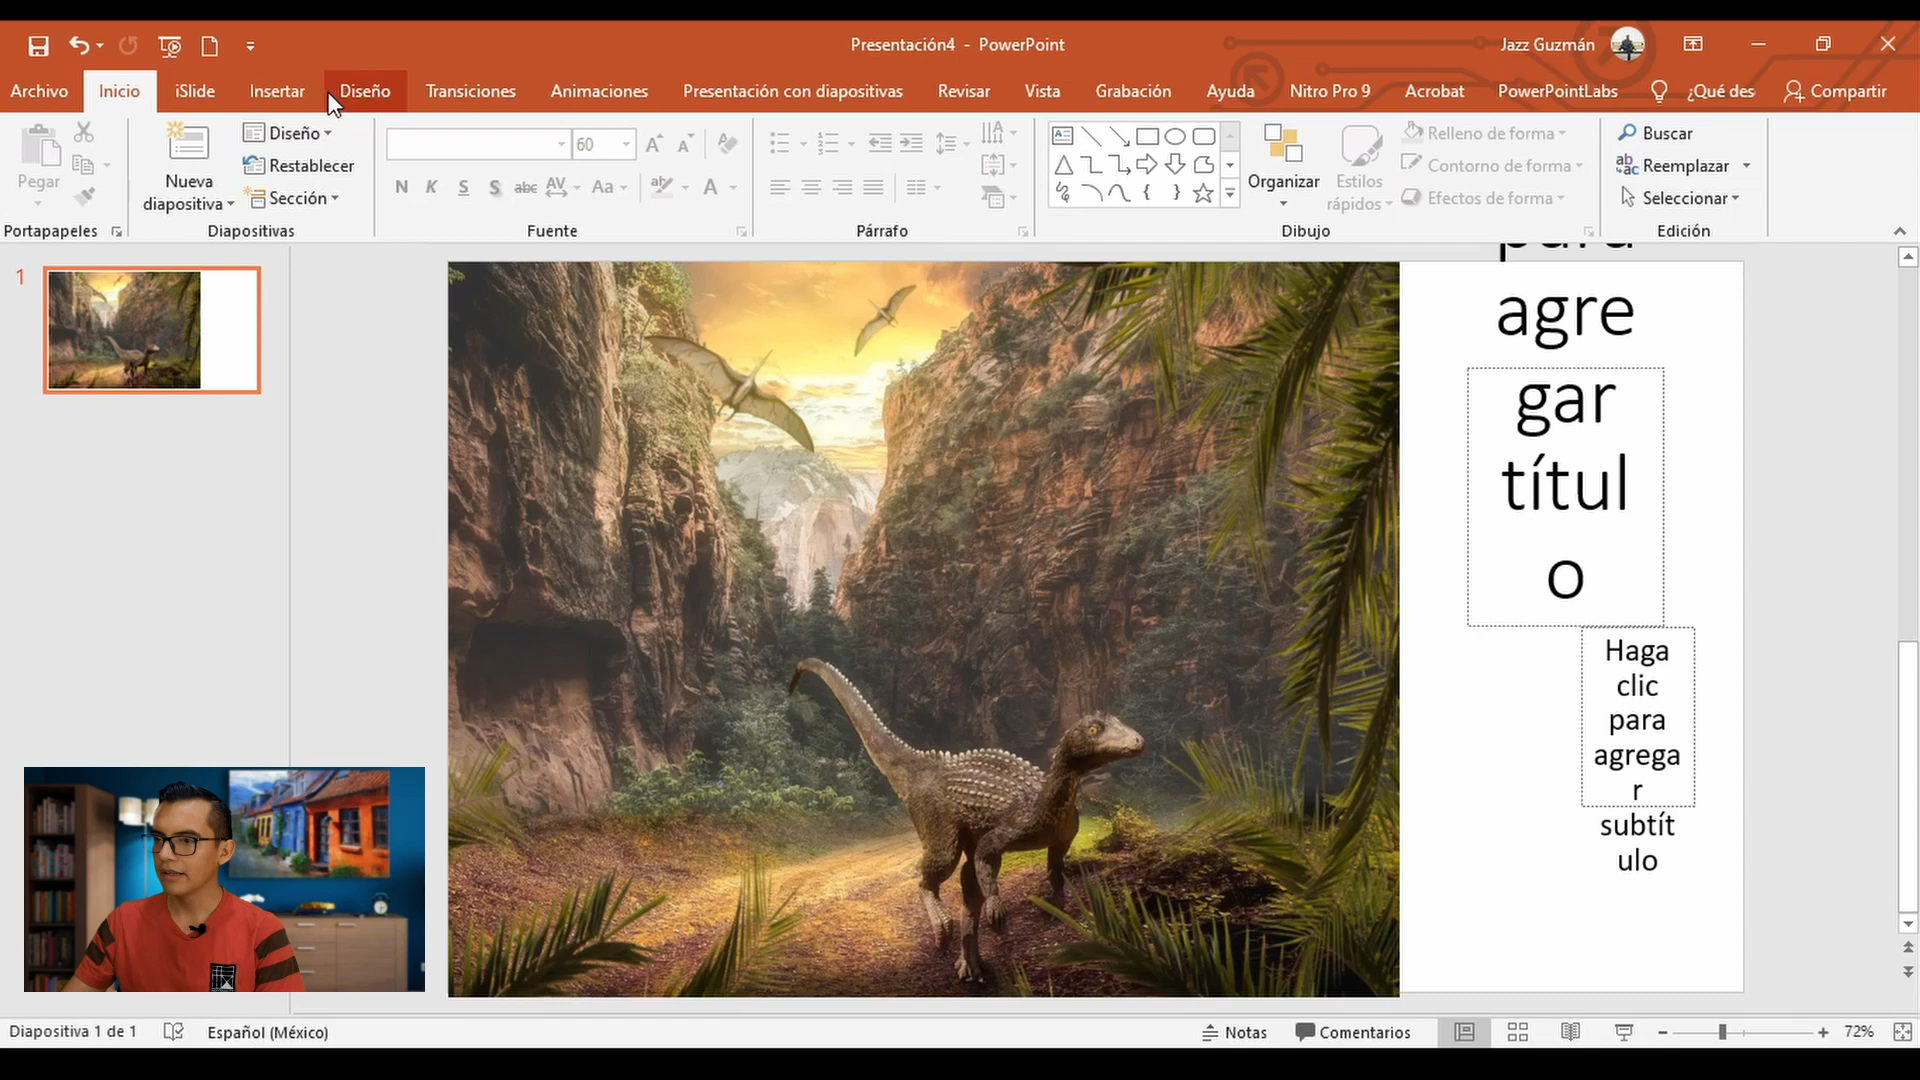 Presentación4 - PowerPoint
Jazz Guzmán
Archivo Inicio iSlide Insertar Diseño Transiciones Animaciones Presentación con diapositivas Revisar Vista Grabación Ayuda Nitro Pro 9 Acrobat PowerPointLabs ¿Qué des Compartir
Pegar
Nueva diapositiva
Diseño
Restablecer
Sección
60
N K S S abc AV Aa A
Organizar
Estilos rápidos
Relleno de forma
Contorno de forma
Efectos de forma
Buscar
Reemplazar
Seleccionar
Portapapeles Diapositivas Fuente Párrafo Dibujo Edición
1
para
agre
gar
títul
o
Haga
clic
para
agrega
r
subtít
ulo
Diapositiva 1 de 1 Español (México) Notas Comentarios 72%